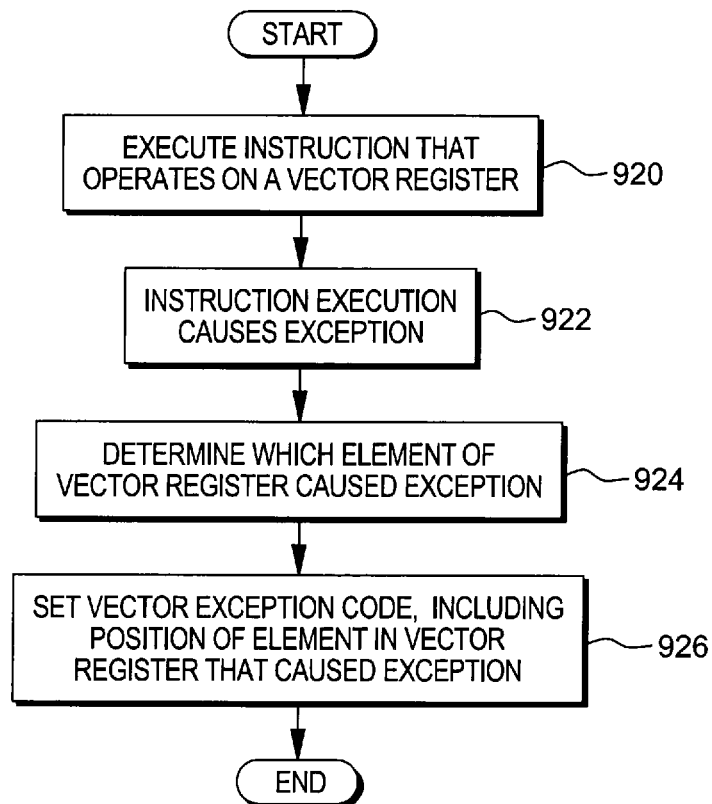 START
EXECUTE INSTRUCTION THAT
OPERATES ON A VECTOR REGISTER
920
INSTRUCTION EXECUTION
CAUSES EXCEPTION
922
DETERMINE WHICH ELEMENT OF
VECTOR REGISTER CAUSED EXCEPTION
924
SET VECTOR EXCEPTION CODE, INCLUDING
POSITION OF ELEMENT IN VECTOR
REGISTER THAT CAUSED EXCEPTION
926
END